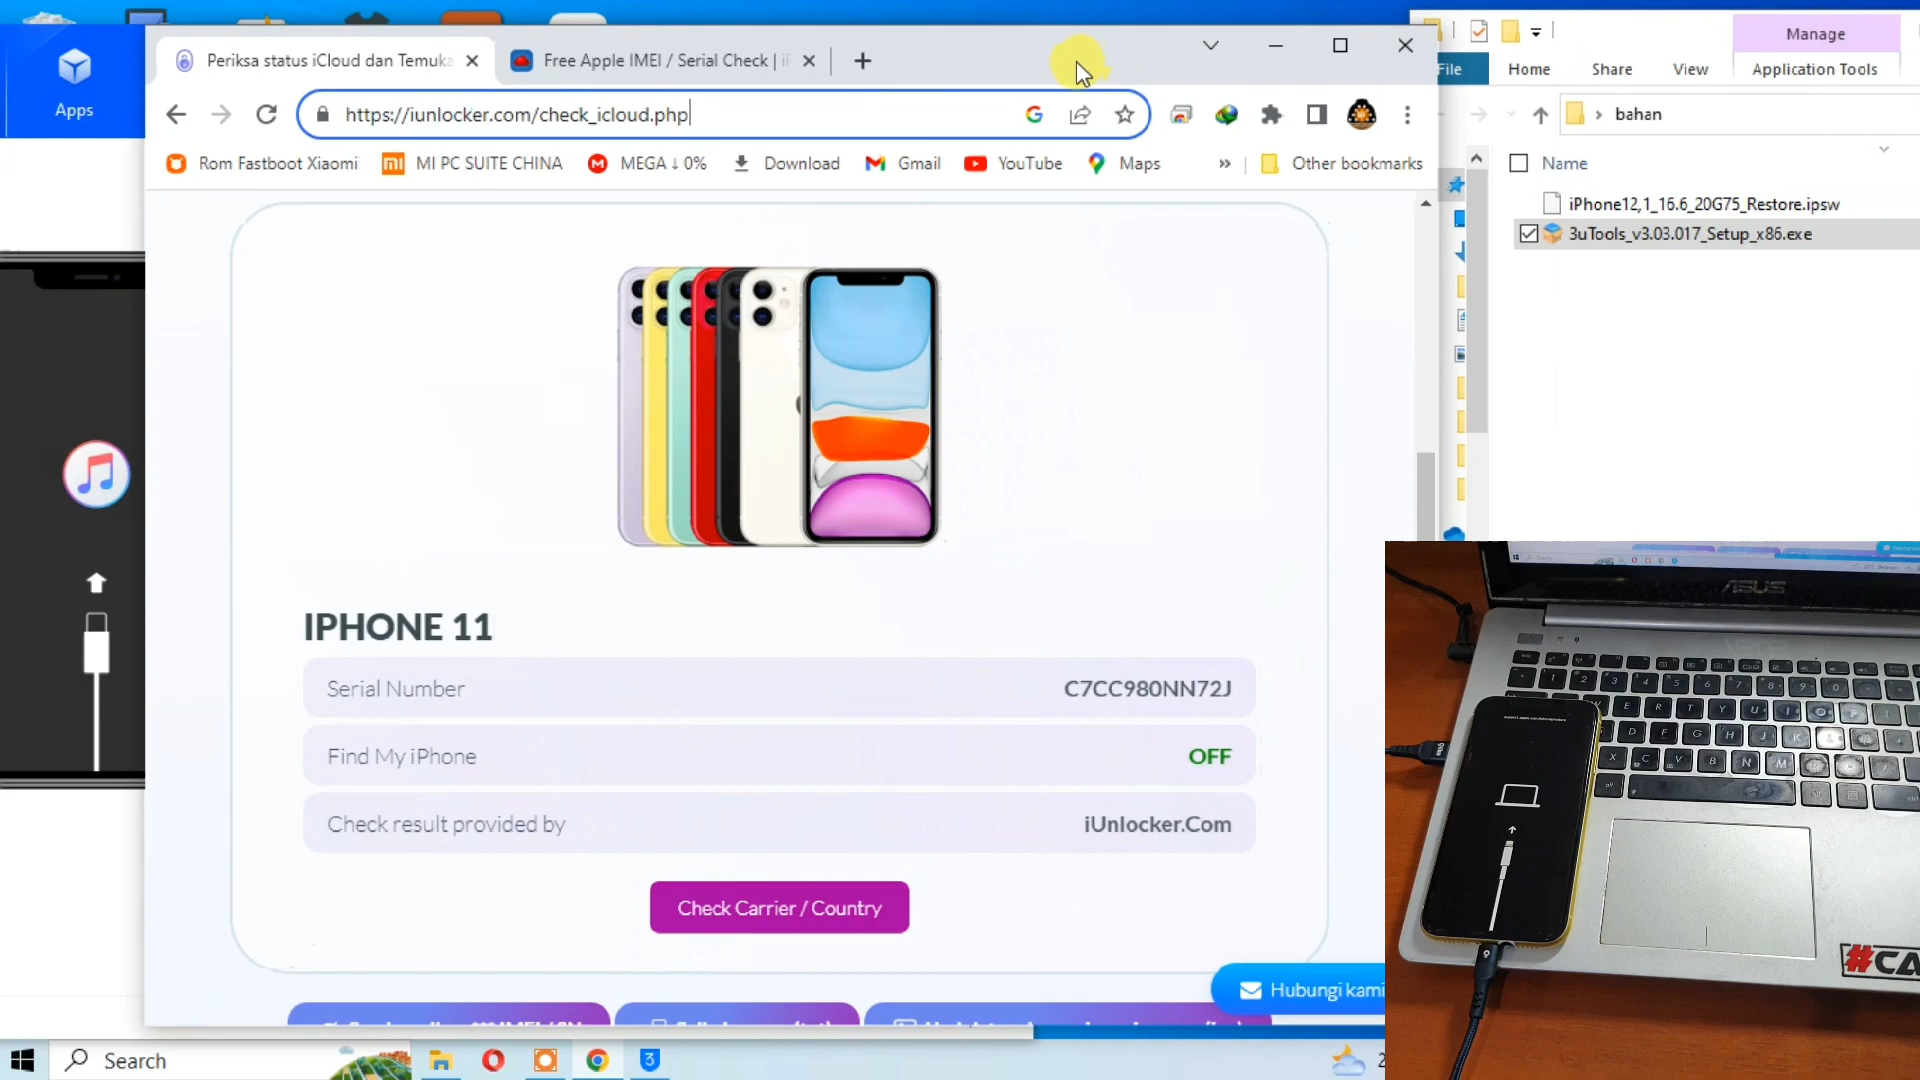 Apps
Periksa status iCloud dan Temuka
Free Apple IMEI / Serial Check | iF
https://iunlocker.com/check_icloud.php
Rom Fastboot Xiaomi
MI PC SUITE CHINA
MEGA ↓ 0%
Download
Gmail
YouTube
Maps
»
Other bookmarks
Manage
File
Home
Share
View
Application Tools
bahan
Name
iPhone12,1_16.6_20G75_Restore.ipsw
3uTools_v3.03.017_Setup_x86.exe
IPHONE 11
Serial Number
C7CC980NN72J
Find My iPhone
OFF
Check result provided by
iUnlocker.Com
Check Carrier / Country
Hubungi kami
Search
ASUS
#CA